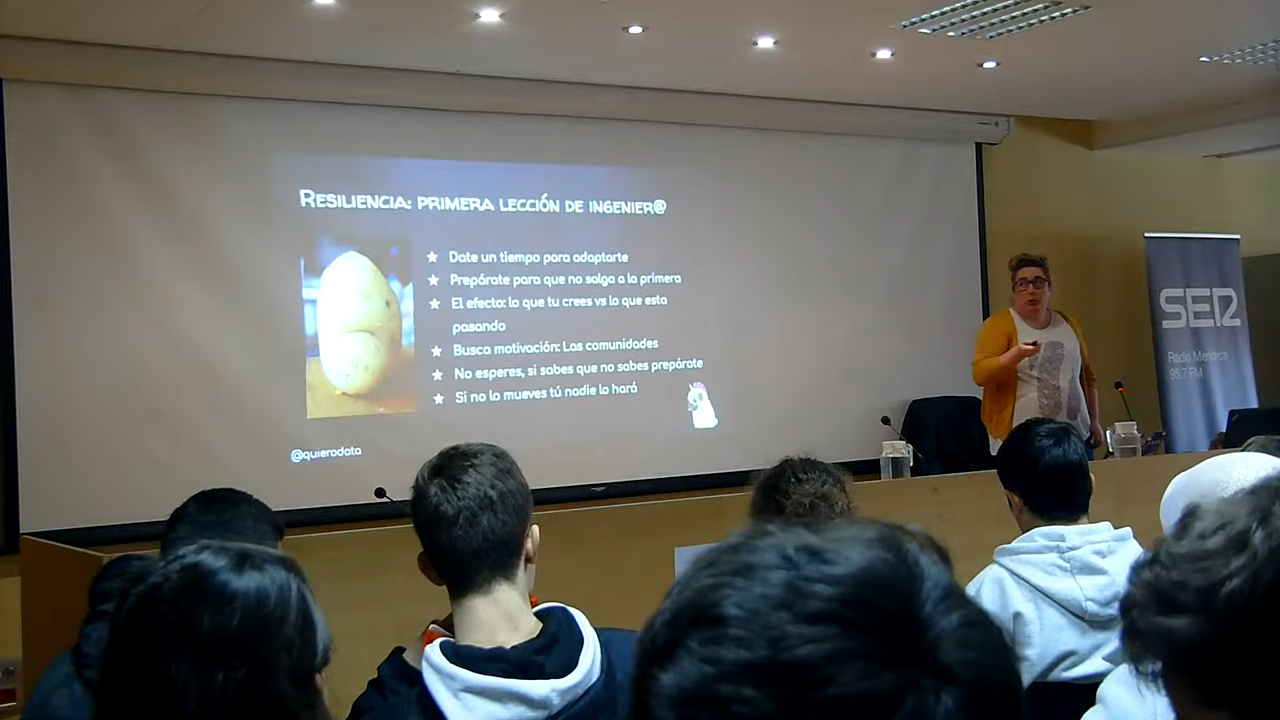 Resiliencia: primera lección de ingenier@
Date un tiempo para adaptarte
Prepárate para que no salga a la primera
El efecto: lo que tu crees vs lo que esta
pasando
Busca motivación: Las comunidades
No esperes, si sabes que no sabes prepárate
Si no lo mueves tú nadie lo hará
@quierodata
SER
Radio Menorca
95.7 FM